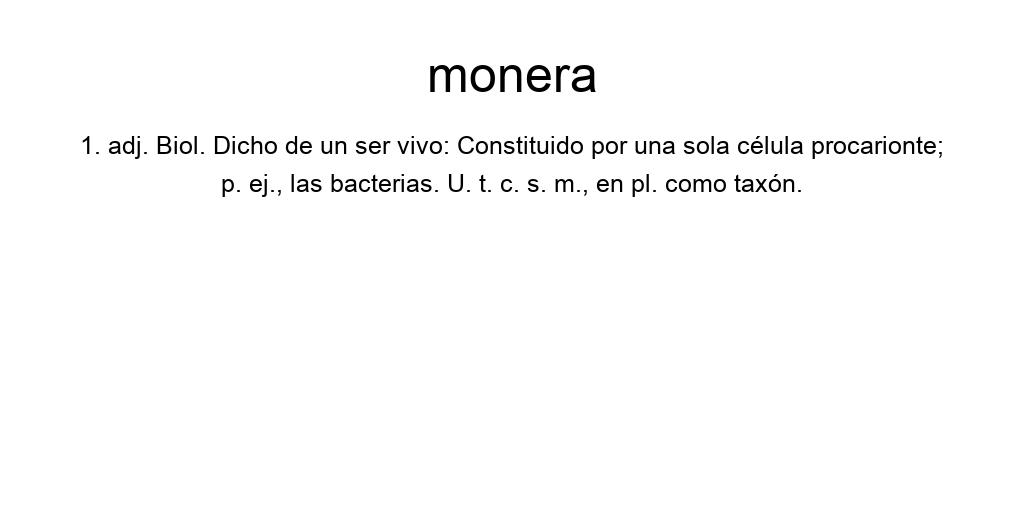 monera
1. adj. Biol. Dicho de un ser vivo: Constituido por una sola célula procarionte;
p. ej., las bacterias. U. t. c. s. m., en pl. como taxón.